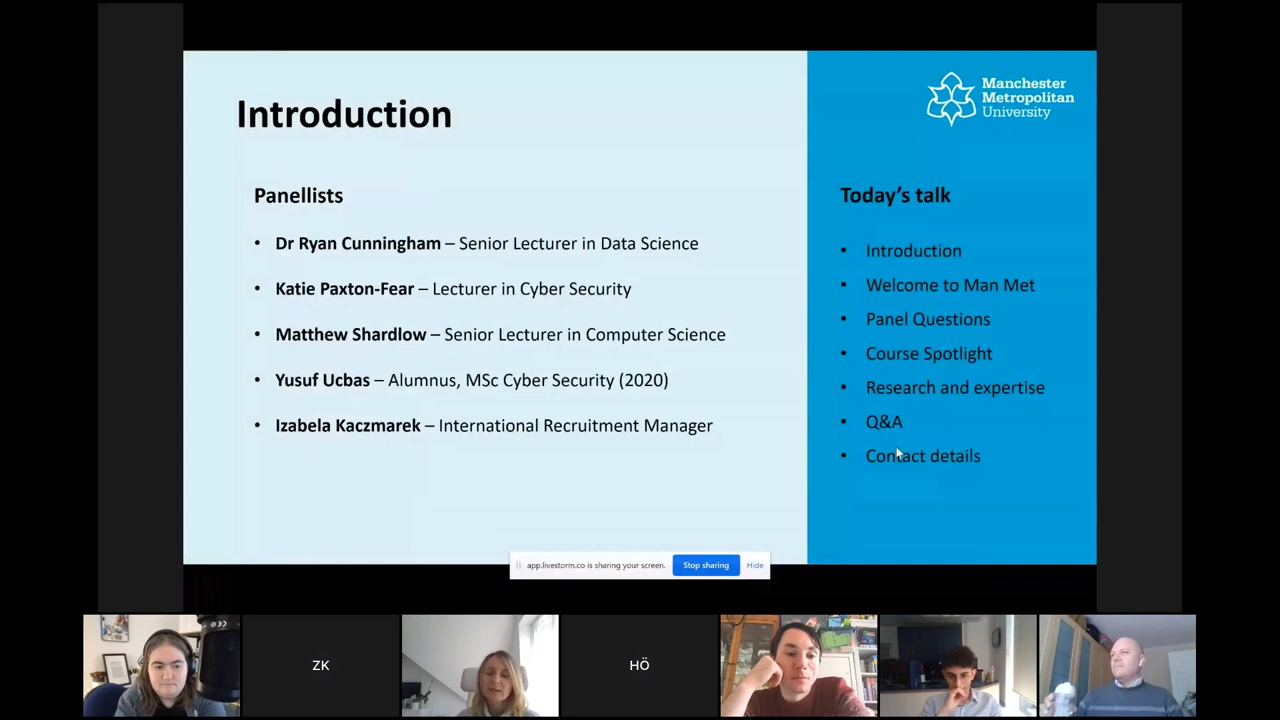 Introduction
Manchester
Metropolitan
University
Panellists
• Dr Ryan Cunningham – Senior Lecturer in Data Science
• Katie Paxton-Fear – Lecturer in Cyber Security
• Matthew Shardlow – Senior Lecturer in Computer Science
• Yusuf Ucbas – Alumnus, MSc Cyber Security (2020)
• Izabela Kaczmarek – International Recruitment Manager
Today's talk
• Introduction
• Welcome to Man Met
• Panel Questions
• Course Spotlight
• Research and expertise
• Q&A
• Contact details
app.livestorm.co is sharing your screen. Stop sharing Hide
ZK
HÖ